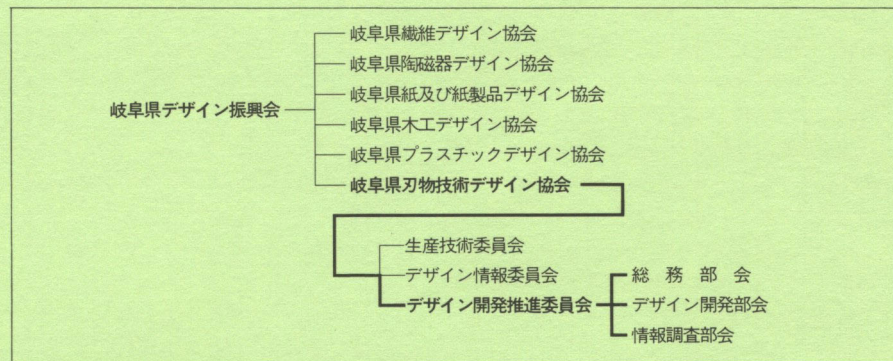 岐阜県繊維デザイン協会
岐阜県陶磁器デザイン協会
岐阜県紙及び紙製品デザイン協会
岐阜県デザイン振興会
岐阜県木工デザイン協会
岐阜県プラスチックデザイン協会
岐阜県刃物技術デザイン協会
生産技術委員会
デザイン情報委員会
総務部会
デザイン開発推進委員会
デザイン開発部会
情報調査部会